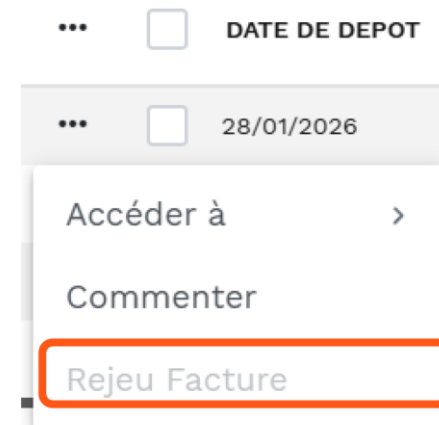 ••• DATE DE DEPOT
••• 28/01/2026
Accéder à >
Commenter
Rejeu Facture